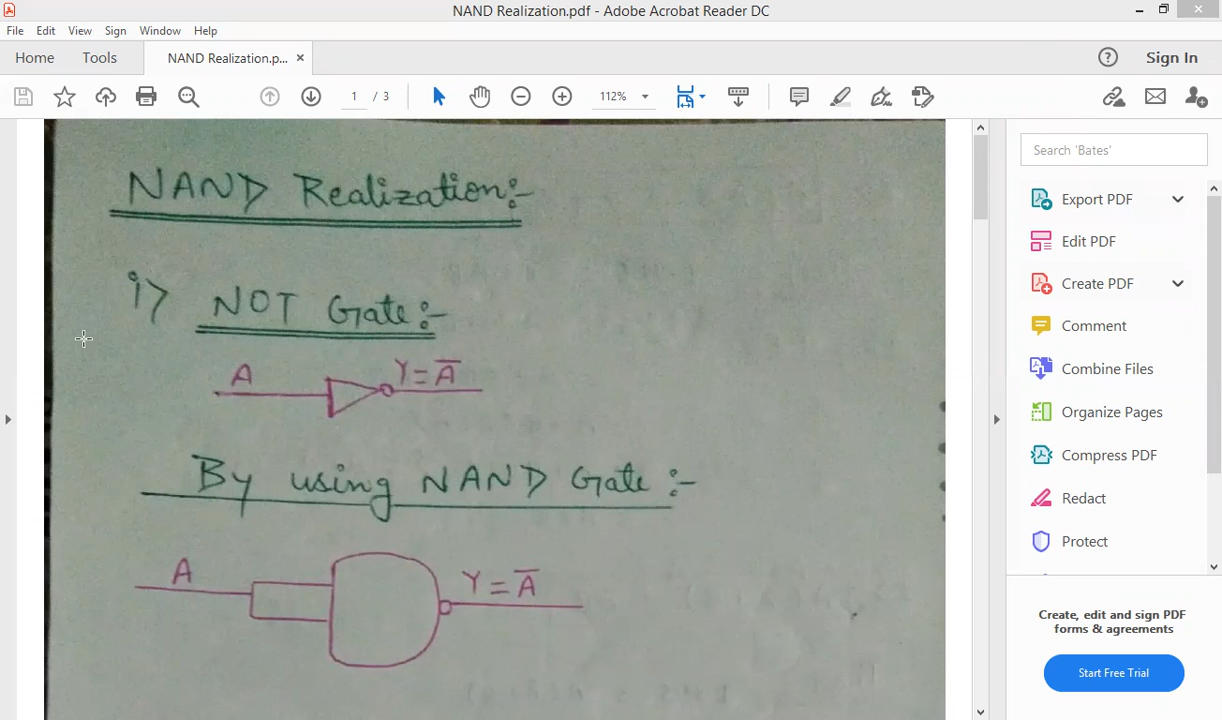 NAND Realization.pdf - Adobe Acrobat Reader DC
File Edit View Sign Window Help
Home Tools NAND Realization.p... × Sign In
1 / 3 112%
NAND Realization:-
i> NOT Gate:-
A Y = A̅
By using NAND Gate :-
A Y = A̅
Search 'Bates'
Export PDF
Edit PDF
Create PDF
Comment
Combine Files
Organize Pages
Compress PDF
Redact
Protect
Create, edit and sign PDF
forms & agreements
Start Free Trial